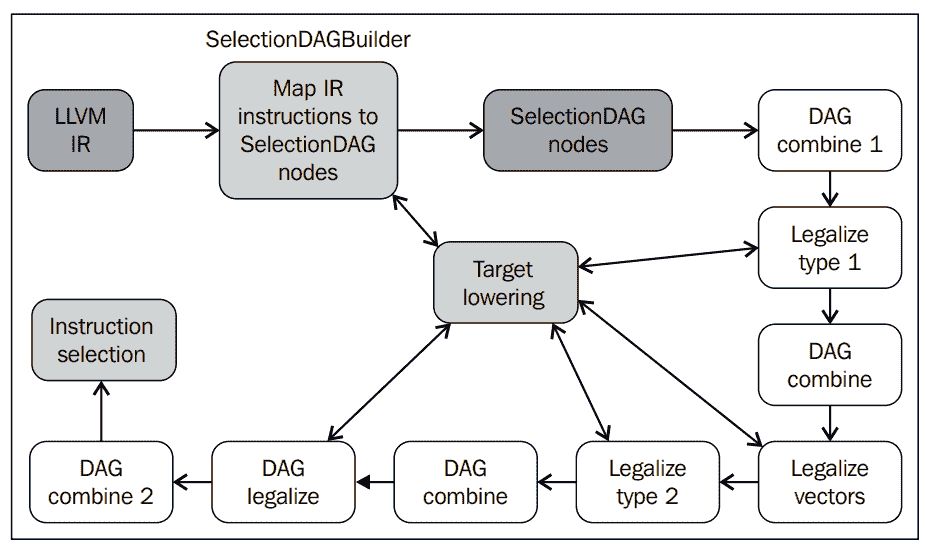 SelectionDAGBuilder
LLVM
IR
Map IR
instructions to
SelectionDAG
nodes
SelectionDAG
nodes
DAG
combine 1
Legalize
type 1
Target
lowering
Instruction
selection
DAG
combine
DAG
combine 2
DAG
legalize
DAG
combine
Legalize
type 2
Legalize
vectors